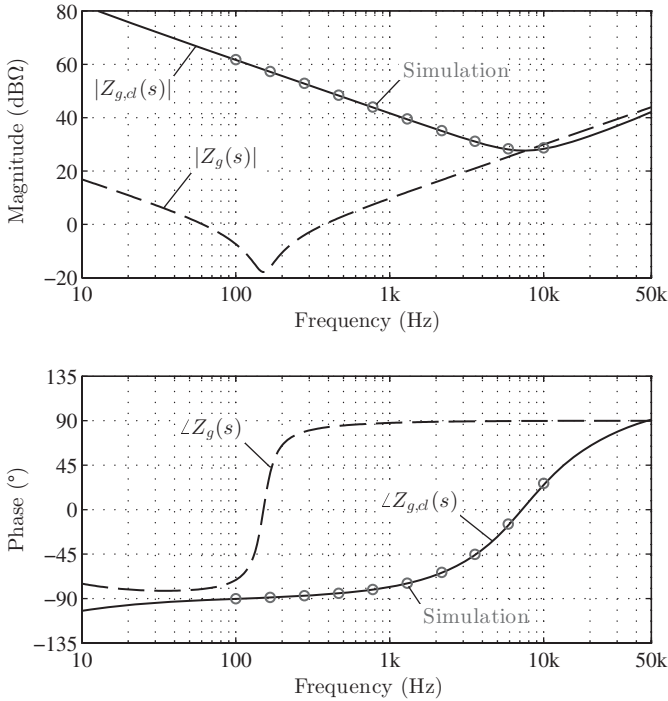 80
60
40
20
0
−20
Magnitude (dBΩ)
|Z_{g,cl}(s)|
|Z_g(s)|
Simulation
10 100 1k 10k 50k
Frequency (Hz)
135
90
45
0
−45
−90
−135
Phase (°)
∠Z_g(s)
∠Z_{g,cl}(s)
Simulation
10 100 1k 10k 50k
Frequency (Hz)